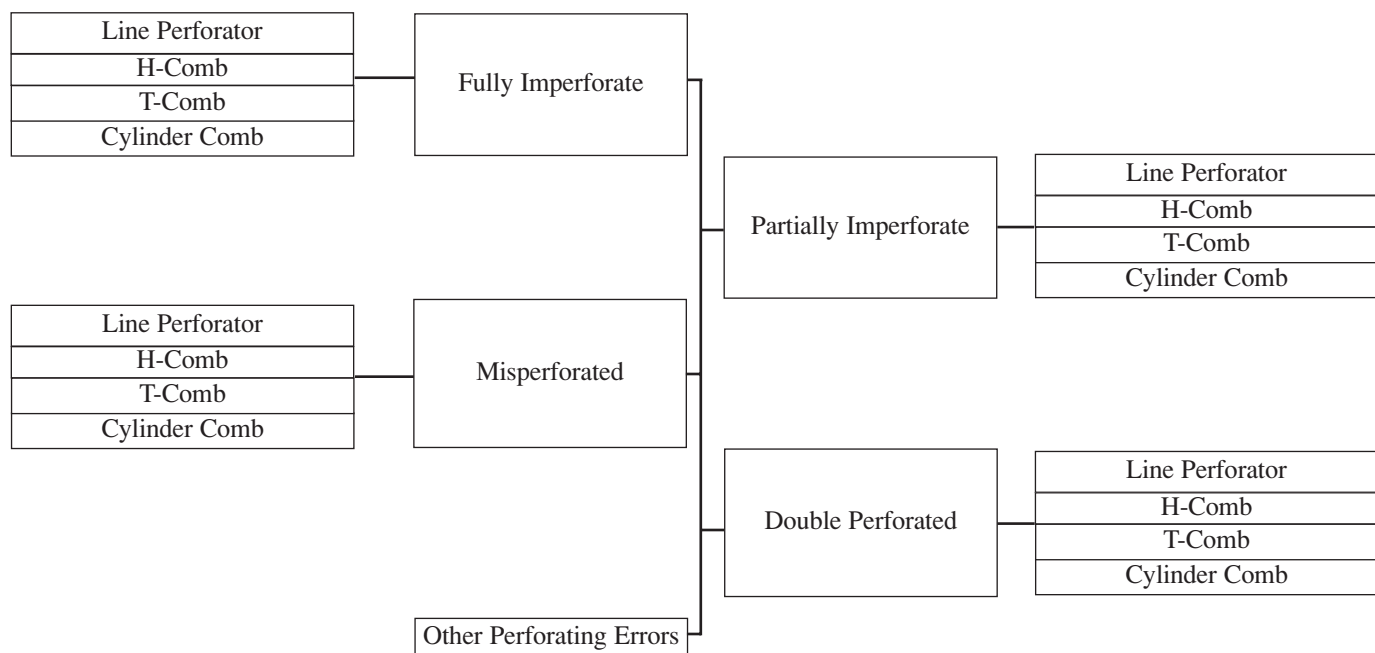 Line Perforator
H-Comb
T-Comb
Cylinder Comb
Fully Imperforate
Partially Imperforate
Line Perforator
H-Comb
T-Comb
Cylinder Comb
Line Perforator
H-Comb
T-Comb
Cylinder Comb
Misperforated
Double Perforated
Line Perforator
H-Comb
T-Comb
Cylinder Comb
Other Perforating Errors